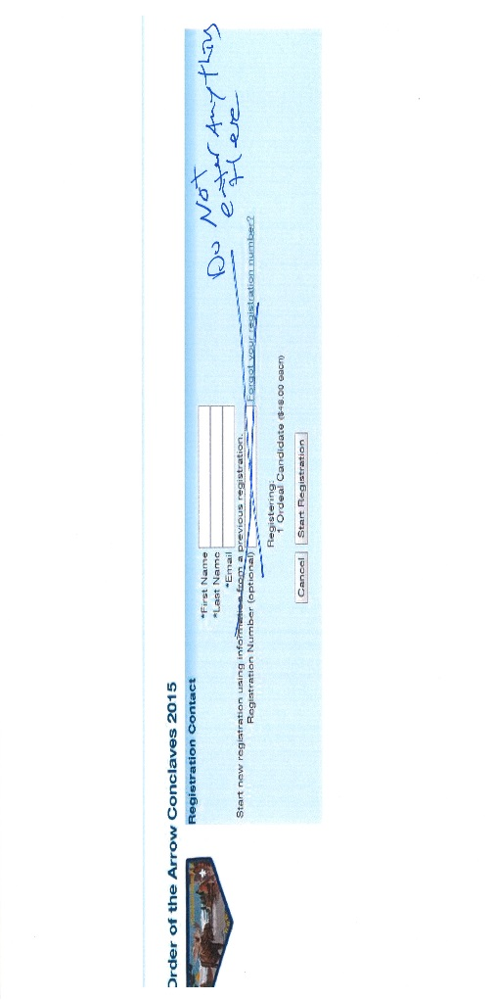 Order of the Arrow Conclaves 2015
Registration Contact
*First Name
*Last Name
*Email
Do Not
enter Anything
Here
Start new registration using information from a previous registration.
Registration Number (optional) Forgot your registration number?
Registering:
1 Ordeal Candidate ($48.00 each)
Cancel Start Registration